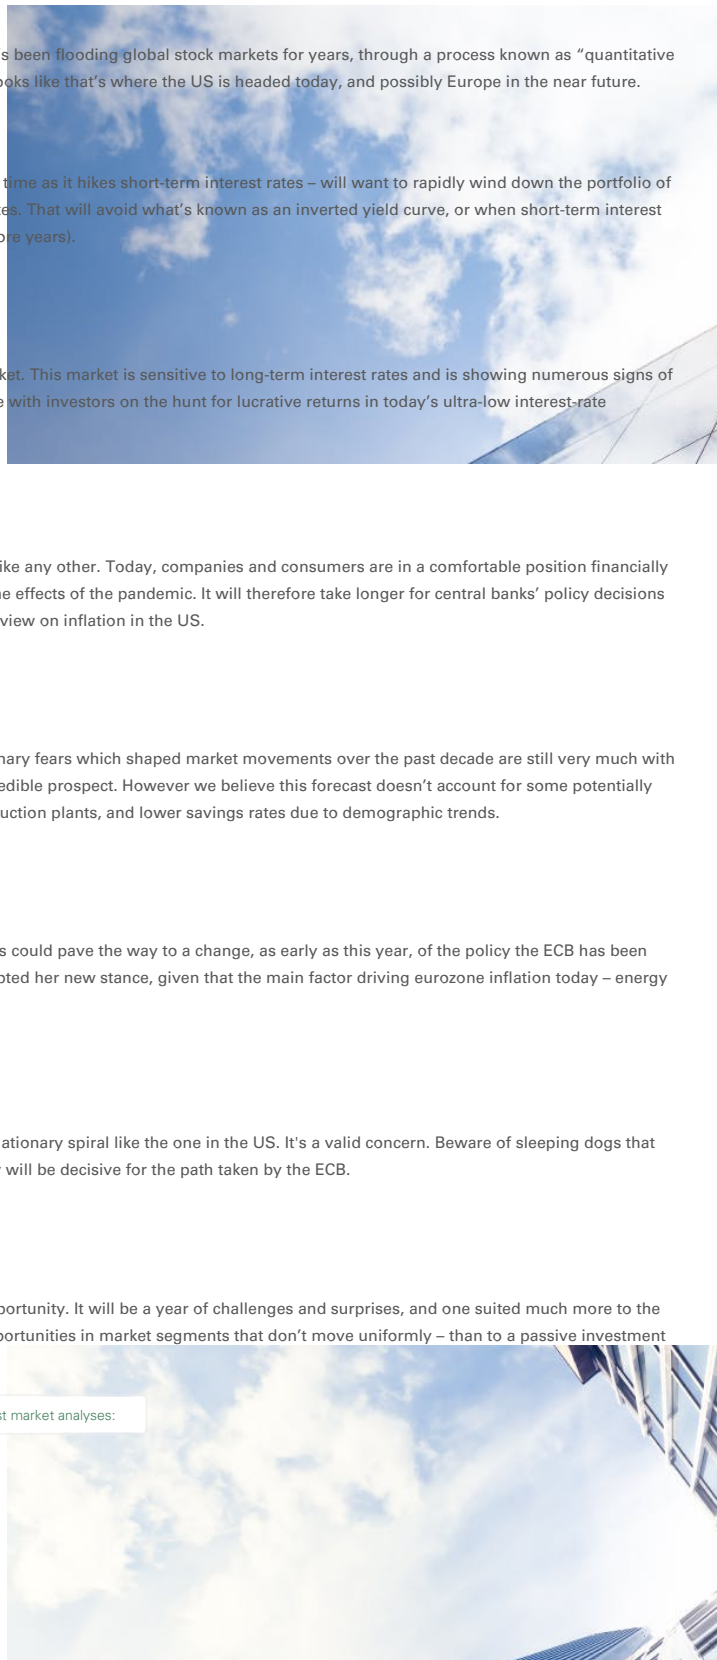 s been flooding global stock markets for years, through a process known as “quantitative
ooks like that’s where the US is headed today, and possibly Europe in the near future.
time as it hikes short-term interest rates – will want to rapidly wind down the portfolio of
es. That will avoid what’s known as an inverted yield curve, or when short-term interest
ore years).
ket. This market is sensitive to long-term interest rates and is showing numerous signs of
e with investors on the hunt for lucrative returns in today’s ultra-low interest-rate
ike any other. Today, companies and consumers are in a comfortable position financially
he effects of the pandemic. It will therefore take longer for central banks’ policy decisions
view on inflation in the US.
nary fears which shaped market movements over the past decade are still very much with
edible prospect. However we believe this forecast doesn’t account for some potentially
uction plants, and lower savings rates due to demographic trends.
s could pave the way to a change, as early as this year, of the policy the ECB has been
pted her new stance, given that the main factor driving eurozone inflation today – energy
ationary spiral like the one in the US. It's a valid concern. Beware of sleeping dogs that
will be decisive for the path taken by the ECB.
portunity. It will be a year of challenges and surprises, and one suited much more to the
portunities in market segments that don’t move uniformly – than to a passive investment
st market analyses: